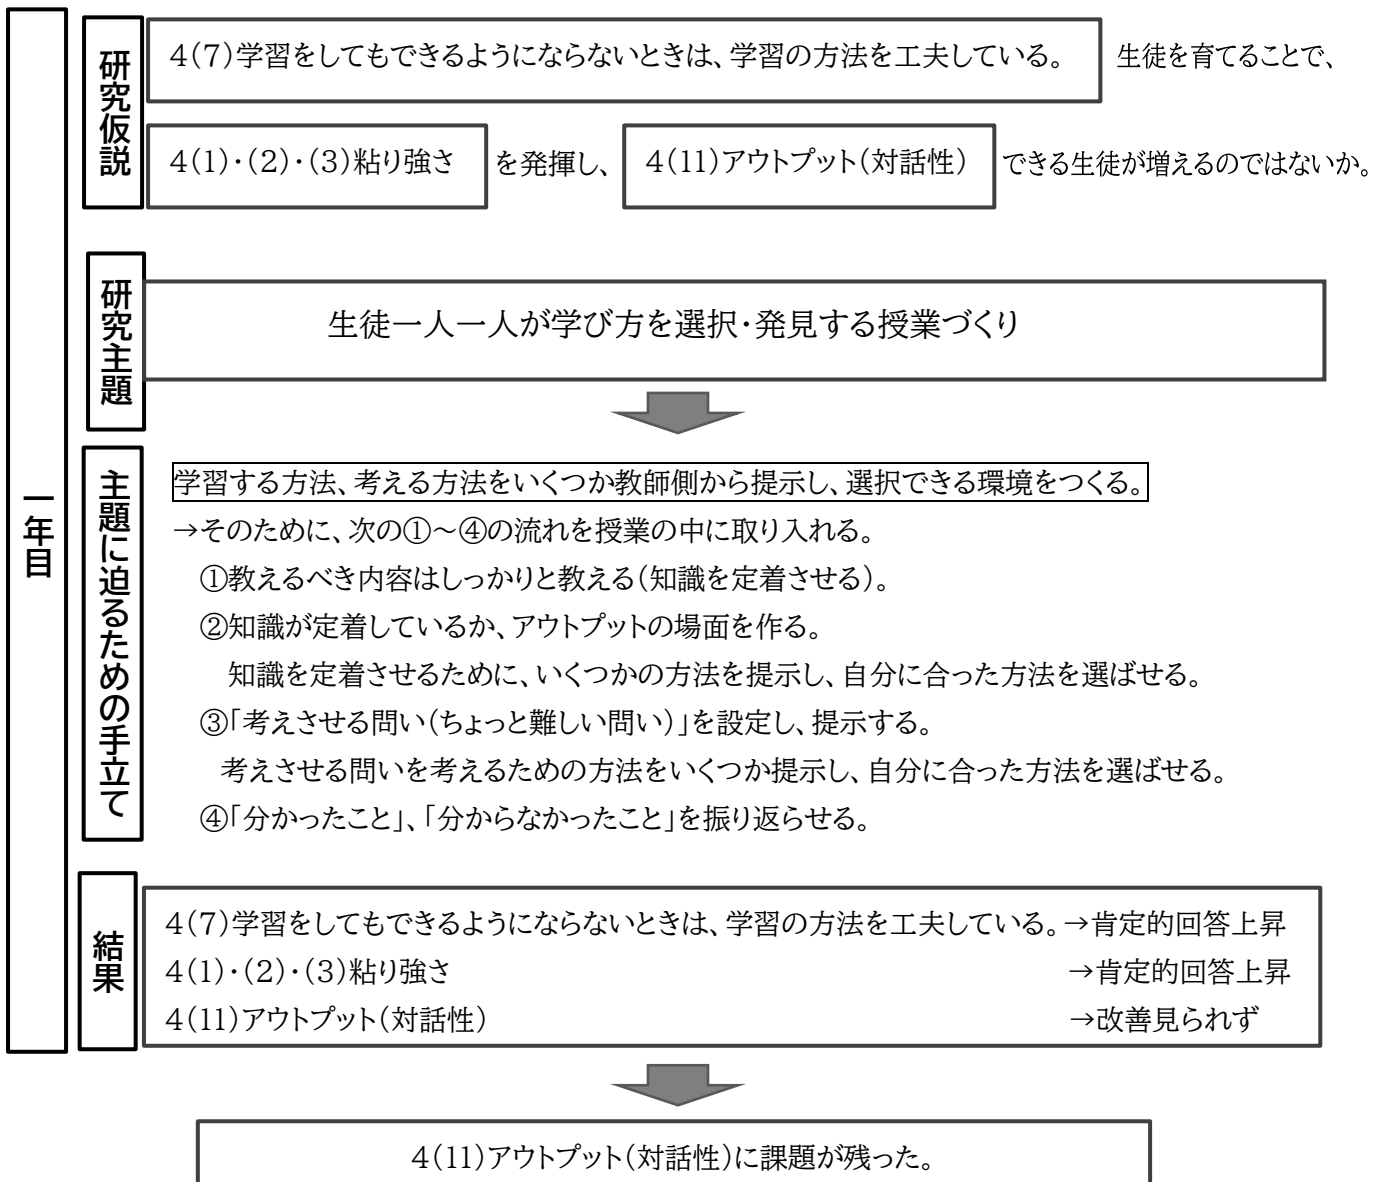 一年目
研究仮説
4(7)学習をしてもできるようにならないときは、学習の方法を工夫している。 生徒を育てることで、
4(1)・(2)・(3)粘り強さ を発揮し、 4(11)アウトプット(対話性) できる生徒が増えるのではないか。
研究主題
生徒一人一人が学び方を選択・発見する授業づくり
主題に迫るための手立て
学習する方法、考える方法をいくつか教師側から提示し、選択できる環境をつくる。
→そのために、次の①～④の流れを授業の中に取り入れる。
①教えるべき内容はしっかりと教える(知識を定着させる)。
②知識が定着しているか、アウトプットの場面を作る。
知識を定着させるために、いくつかの方法を提示し、自分に合った方法を選ばせる。
③「考えさせる問い(ちょっと難しい問い)」を設定し、提示する。
考えさせる問いを考えるための方法をいくつか提示し、自分に合った方法を選ばせる。
④「分かったこと」、「分からなかったこと」を振り返らせる。
結果
4(7)学習をしてもできるようにならないときは、学習の方法を工夫している。→肯定的回答上昇
4(1)・(2)・(3)粘り強さ →肯定的回答上昇
4(11)アウトプット(対話性) →改善見られず
4(11)アウトプット(対話性)に課題が残った。